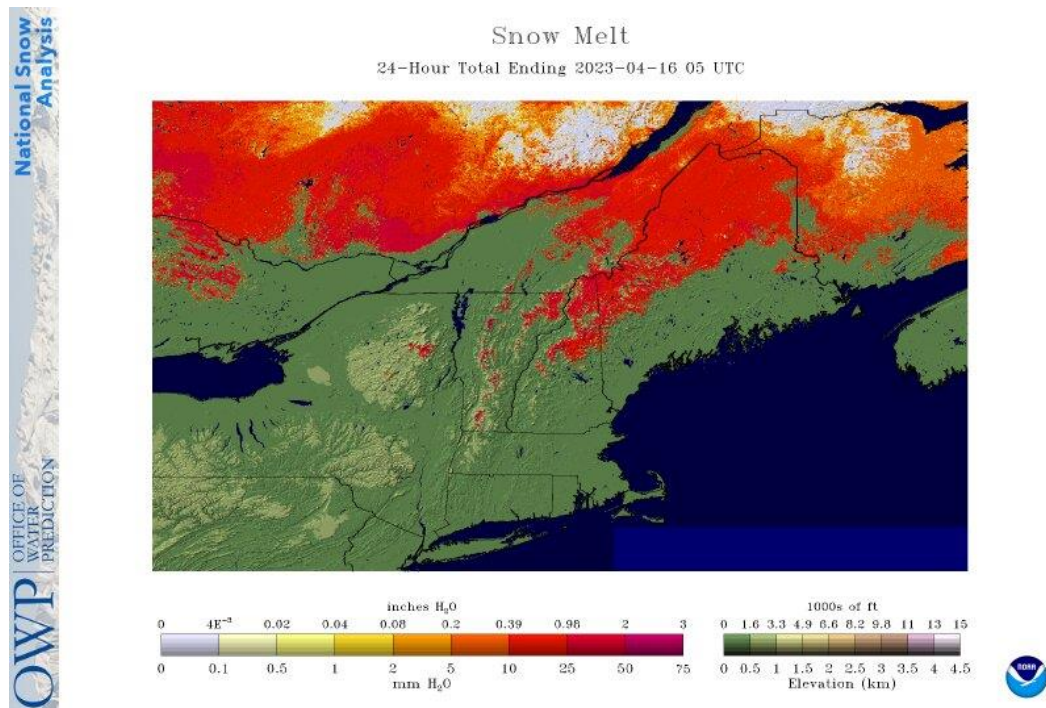 National Snow
Analysis
OWP
OFFICE OF
WATER
PREDICTION
Snow Melt
24-Hour Total Ending 2023-04-16 05 UTC
inches H₂O
0 4E⁻³ 0.02 0.04 0.08 0.2 0.39 0.98 2 3
0 0.1 0.5 1 2 5 10 25 50 75
mm H₂O
1000s of ft
0 1.6 3.3 4.9 6.6 8.2 9.8 11 13 15
0 0.5 1 1.5 2 2.5 3 3.5 4 4.5
Elevation (km)
NOAA